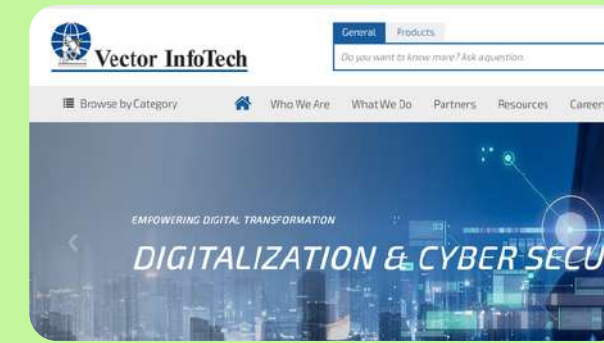 General Products
Vector InfoTech
Do you want to know more? Ask a question
Browse by Category Who We Are What We Do Partners Resources Careers
EMPOWERING DIGITAL TRANSFORMATION
DIGITALIZATION & CYBER SECU